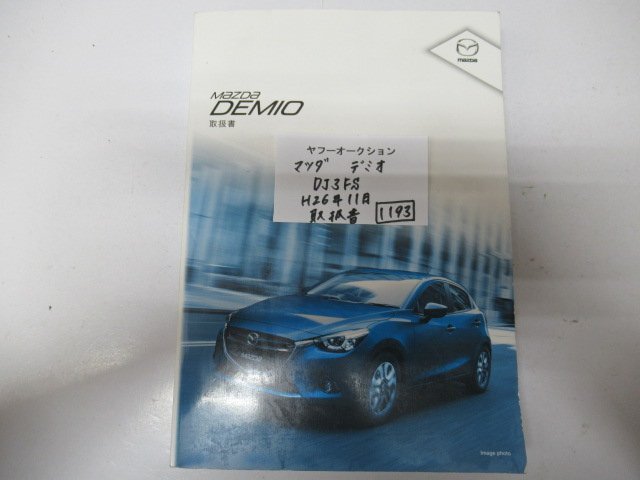 mazda
MAZDA
DEMIO
取扱書
ヤフーオークション
マツダ デミオ
DJ3FS
H26年11月
取扱書 1193
Image photo